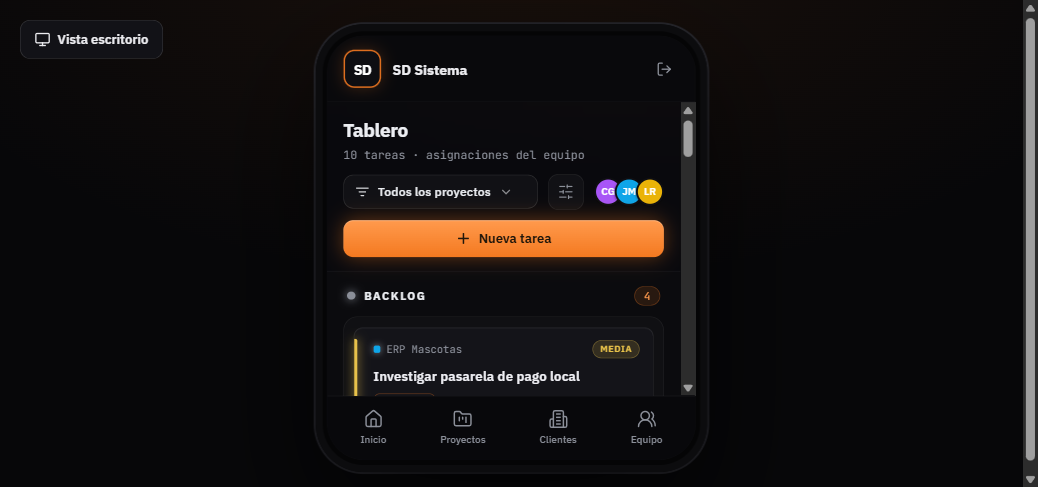 Vista escritorio
SD SD Sistema
Tablero
10 tareas · asignaciones del equipo
Todos los proyectos CG JM LR
+ Nueva tarea
BACKLOG 4
ERP Mascotas MEDIA
Investigar pasarela de pago local
Inicio Proyectos Clientes Equipo